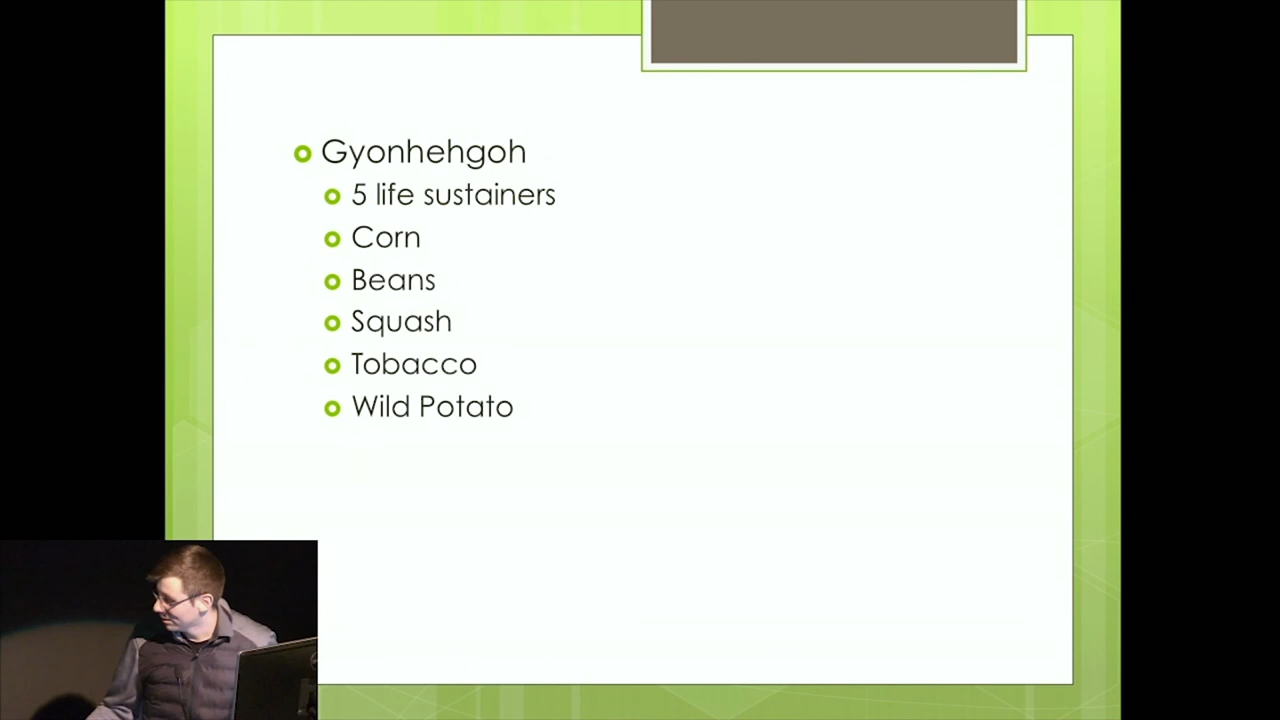 Gyonhehgoh
5 life sustainers
Corn
Beans
Squash
Tobacco
Wild Potato